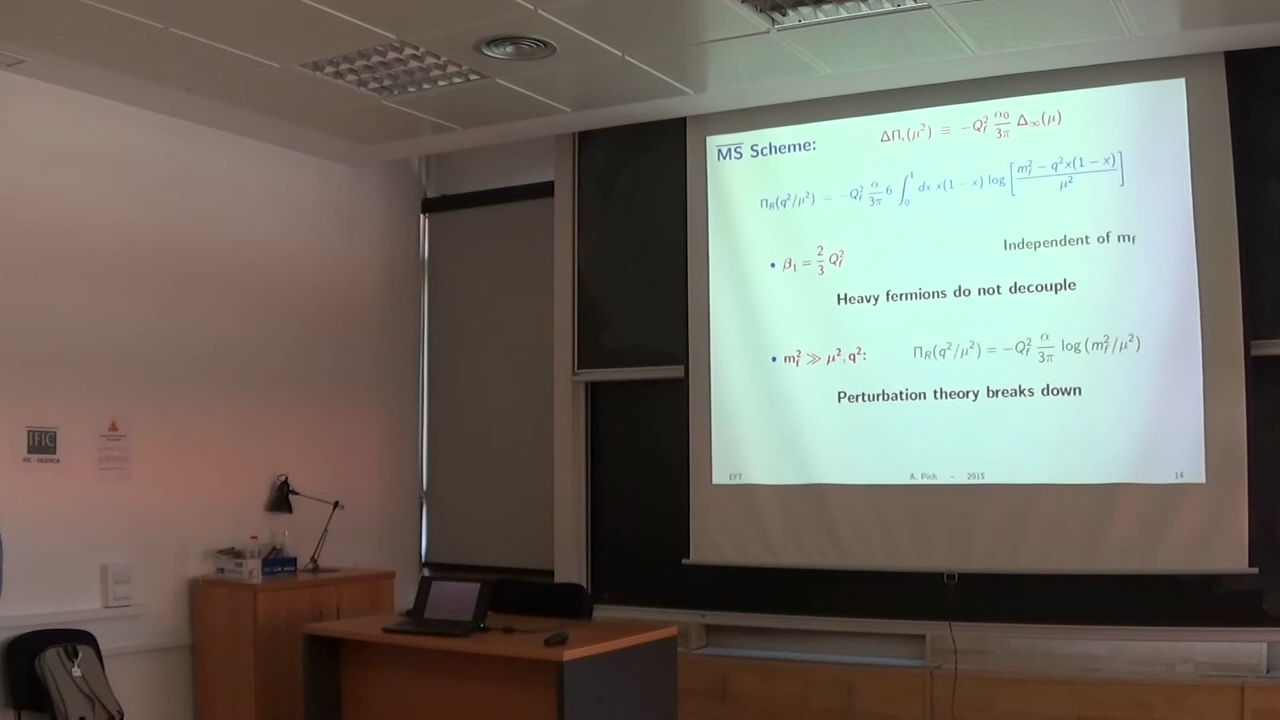 MS Scheme: ΔΠ_ε(μ²) ≡ −Q_f² α₀/3π Δ_∞(μ)
Π_R(q²/μ²) = −Q_f² α/3π 6 ∫₀¹ dx x(1−x) log [m_f² − q²x(1−x) / μ²]
Independent of m_f
• β₁ = 2/3 Q_f²
Heavy fermions do not decouple
• m_f² ≫ μ², q²: Π_R(q²/μ²) = −Q_f² α/3π log (m_f²/μ²)
Perturbation theory breaks down
EFT A. Pich – 2015 14
IFIC
IFIC - VALENCIA